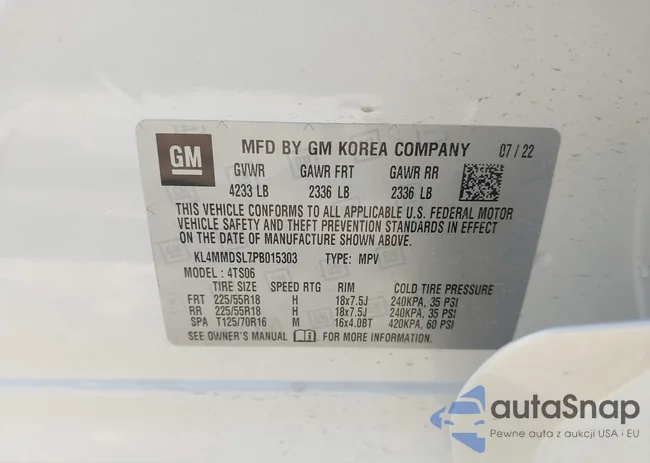 GM
MFD BY GM KOREA COMPANY 07/22
GVWR GAWR FRT GAWR RR
4233 LB 2336 LB 2336 LB
THIS VEHICLE CONFORMS TO ALL APPLICABLE U.S. FEDERAL MOTOR
VEHICLE SAFETY AND THEFT PREVENTION STANDARDS IN EFFECT
ON THE DATE OF MANUFACTURE SHOWN ABOVE.
KL4MMDSL7PB015303 TYPE: MPV
MODEL: 4TS06
SPEED RTG RIM COLD TIRE PRESSURE
FRT 225/55R18 H 18x7.5J 240KPA, 35 PSI
RR 225/55R18 H 18x7.5J 240KPA, 35 PSI
SPA T125/70R16 M 16x4.0BT 420KPA, 60 PSI
SEE OWNER'S MANUAL FOR MORE INFORMATION.
autaSnap
Pewne auta z aukcji USA i EU